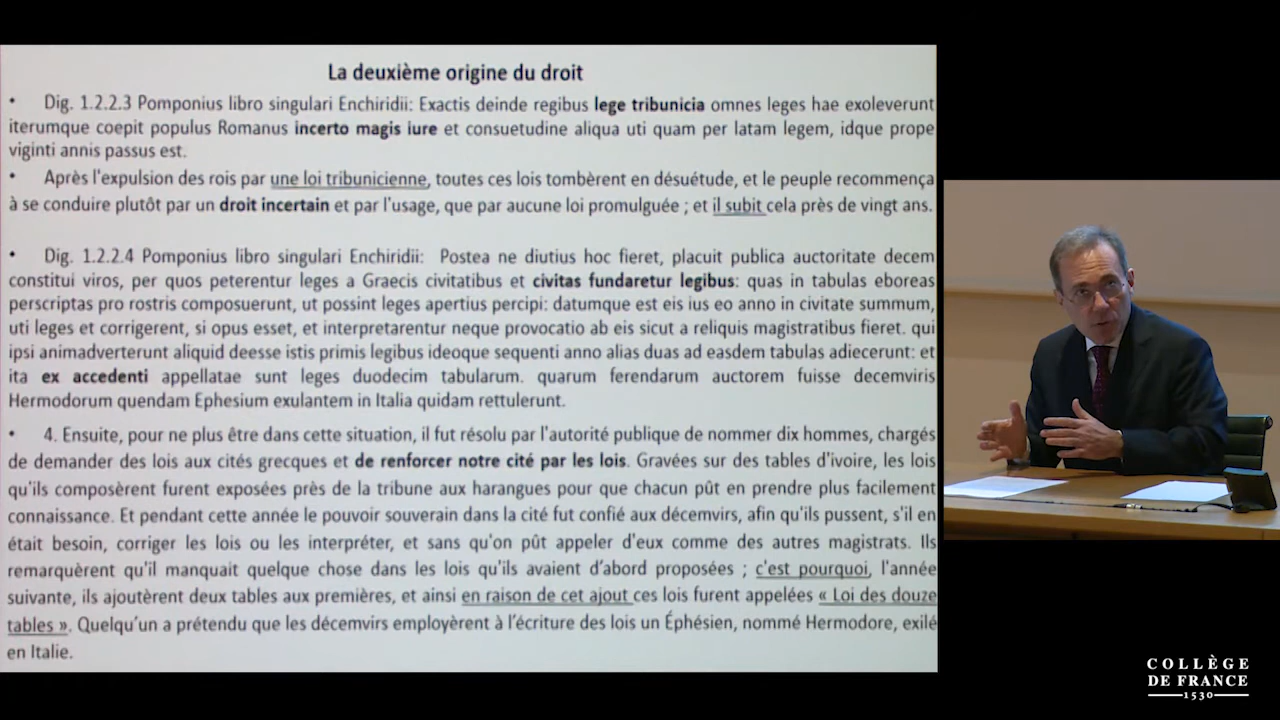 La deuxième origine du droit
• Dig. 1.2.2.3 Pomponius libro singulari Enchiridii: Exactis deinde regibus lege tribunicia omnes leges hae exoleverunt
iterumque coepit populus Romanus incerto magis iure et consuetudine aliqua uti quam per latam legem, idque prope
viginti annis passus est.
• Après l'expulsion des rois par une loi tribunicienne, toutes ces lois tombèrent en désuétude, et le peuple recommença
à se conduire plutôt par un droit incertain et par l'usage, que par aucune loi promulguée ; et il subit cela près de vingt ans.
• Dig. 1.2.2.4 Pomponius libro singulari Enchiridii: Postea ne diutius hoc fieret, placuit publica auctoritate decem
constitui viros, per quos peterentur leges a Graecis civitatibus et civitas fundaretur legibus: quas in tabulas eboreas
perscriptas pro rostris composuerunt, ut possint leges apertius percipi: datumque est eis ius eo anno in civitate summum,
uti leges et corrigerent, si opus esset, et interpretarentur neque provocatio ab eis sicut a reliquis magistratibus fieret. qui
ipsi animadverterunt aliquid deesse istis primis legibus ideoque sequenti anno alias duas ad easdem tabulas adiecerunt: et
ita ex accedenti appellatae sunt leges duodecim tabularum. quarum ferendarum auctorem fuisse decemviris
Hermodorum quendam Ephesium exulantem in Italia quidam rettulerunt.
• 4. Ensuite, pour ne plus être dans cette situation, il fut résolu par l'autorité publique de nommer dix hommes, chargés
de demander des lois aux cités grecques et de renforcer notre cité par les lois. Gravées sur des tables d'ivoire, les lois
qu'ils composèrent furent exposées près de la tribune aux harangues pour que chacun pût en prendre plus facilement
connaissance. Et pendant cette année le pouvoir souverain dans la cité fut confié aux décemvirs, afin qu'ils pussent, s'il en
était besoin, corriger les lois ou les interpréter, et sans qu'on pût appeler d'eux comme des autres magistrats. Ils
remarquèrent qu'il manquait quelque chose dans les lois qu'ils avaient d'abord proposées ; c'est pourquoi, l'année
suivante, ils ajoutèrent deux tables aux premières, et ainsi en raison de cet ajout ces lois furent appelées « Loi des douze
tables ». Quelqu'un a prétendu que les décemvirs employèrent à l'écriture des lois un Éphésien, nommé Hermodore, exilé
en Italie.
COLLÈGE
DE FRANCE
1530